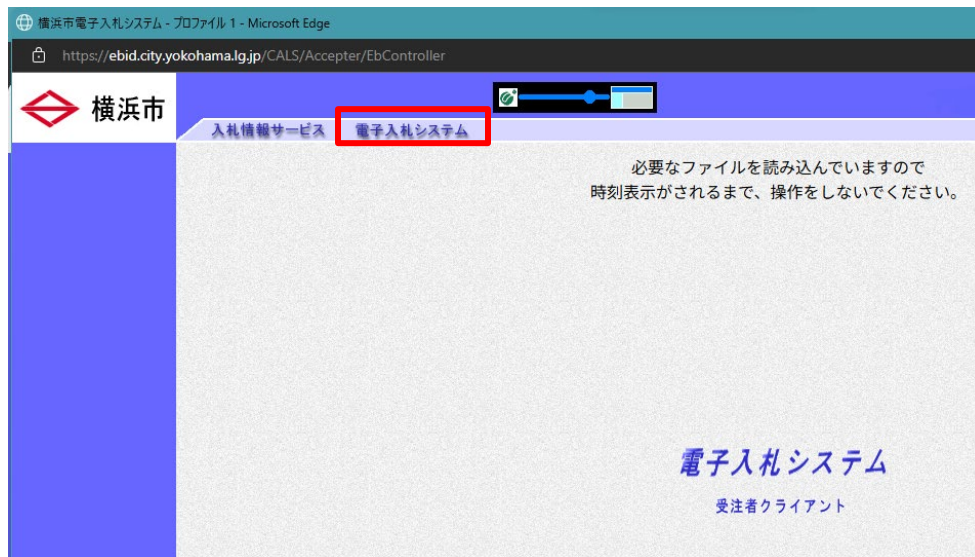 横浜市電子入札システム - プロファイル 1 - Microsoft Edge
https://ebid.city.yokohama.lg.jp/CALS/Accepter/EbController
横浜市
入札情報サービス 電子入札システム
必要なファイルを読み込んでいますので
時刻表示がされるまで、操作をしないでください。
電子入札システム
受注者クライアント